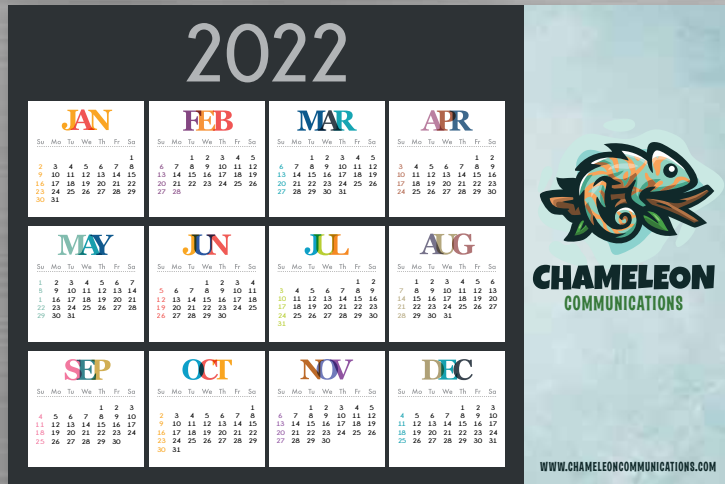 2022
JAN
Su Mo Tu We Th Fr Sa
1
2 3 4 5 6 7 8
9 10 11 12 13 14 15
16 17 18 19 20 21 22
23 24 25 26 27 28 29
30 31
FEB
Su Mo Tu We Th Fr Sa
1 2 3 4 5
6 7 8 9 10 11 12
13 14 15 16 17 18 19
20 21 22 23 24 25 26
27 28
MAR
Su Mo Tu We Th Fr Sa
1 2 3 4 5
6 7 8 9 10 11 12
13 14 15 16 17 18 19
20 21 22 23 24 25 26
27 28 29 30 31
APR
Su Mo Tu We Th Fr Sa
1 2
3 4 5 6 7 8 9
10 11 12 13 14 15 16
17 18 19 20 21 22 23
24 25 26 27 28 29 30
MAY
Su Mo Tu We Th Fr Sa
1 2 3 4 5 6 7
8 9 10 11 12 13 14
16 17 18 19 20 21
23 24 25 26 27 28
29 30 31
JUN
Su Mo Tu We Th Fr Sa
1 2 3 4
5 6 7 8 9 10 11
12 13 14 15 16 17 18
19 20 21 22 23 24 25
26 27 28 29 30
JUL
Su Mo Tu We Th Fr Sa
1 2
3 4 5 6 7 8 9
10 11 12 13 14 15 16
17 18 19 20 21 22 23
24 25 26 27 28 29 30
31
AUG
Su Mo Tu We Th Fr Sa
1 2 3 4 5 6
7 8 9 10 11 12 13
14 15 16 17 18 19 20
21 22 23 24 25 26 27
28 29 30 31
SEP
Su Mo Tu We Th Fr Sa
1 2 3
4 5 6 7 8 9 10
11 12 13 14 15 16 17
18 19 20 21 22 23 24
25 26 27 28 29 30
OCT
Su Mo Tu We Th Fr Sa
1
2 3 4 5 6 7 8
9 10 11 12 13 14 15
16 17 18 19 20 21 22
23 24 25 26 27 28 29
30 31
NOV
Su Mo Tu We Th Fr Sa
1 2 3 4 5
6 7 8 9 10 11 12
13 14 15 16 17 18 19
20 21 22 23 24 25 26
27 28 29 30
DEC
Su Mo Tu We Th Fr Sa
1 2 3
4 5 6 7 8 9 10
11 12 13 14 15 16 17
18 19 20 21 22 23 24
25 26 27 28 29 30 31
CHAMELEON
COMMUNICATIONS
WWW.CHAMELEONCOMMUNICATIONS.COM